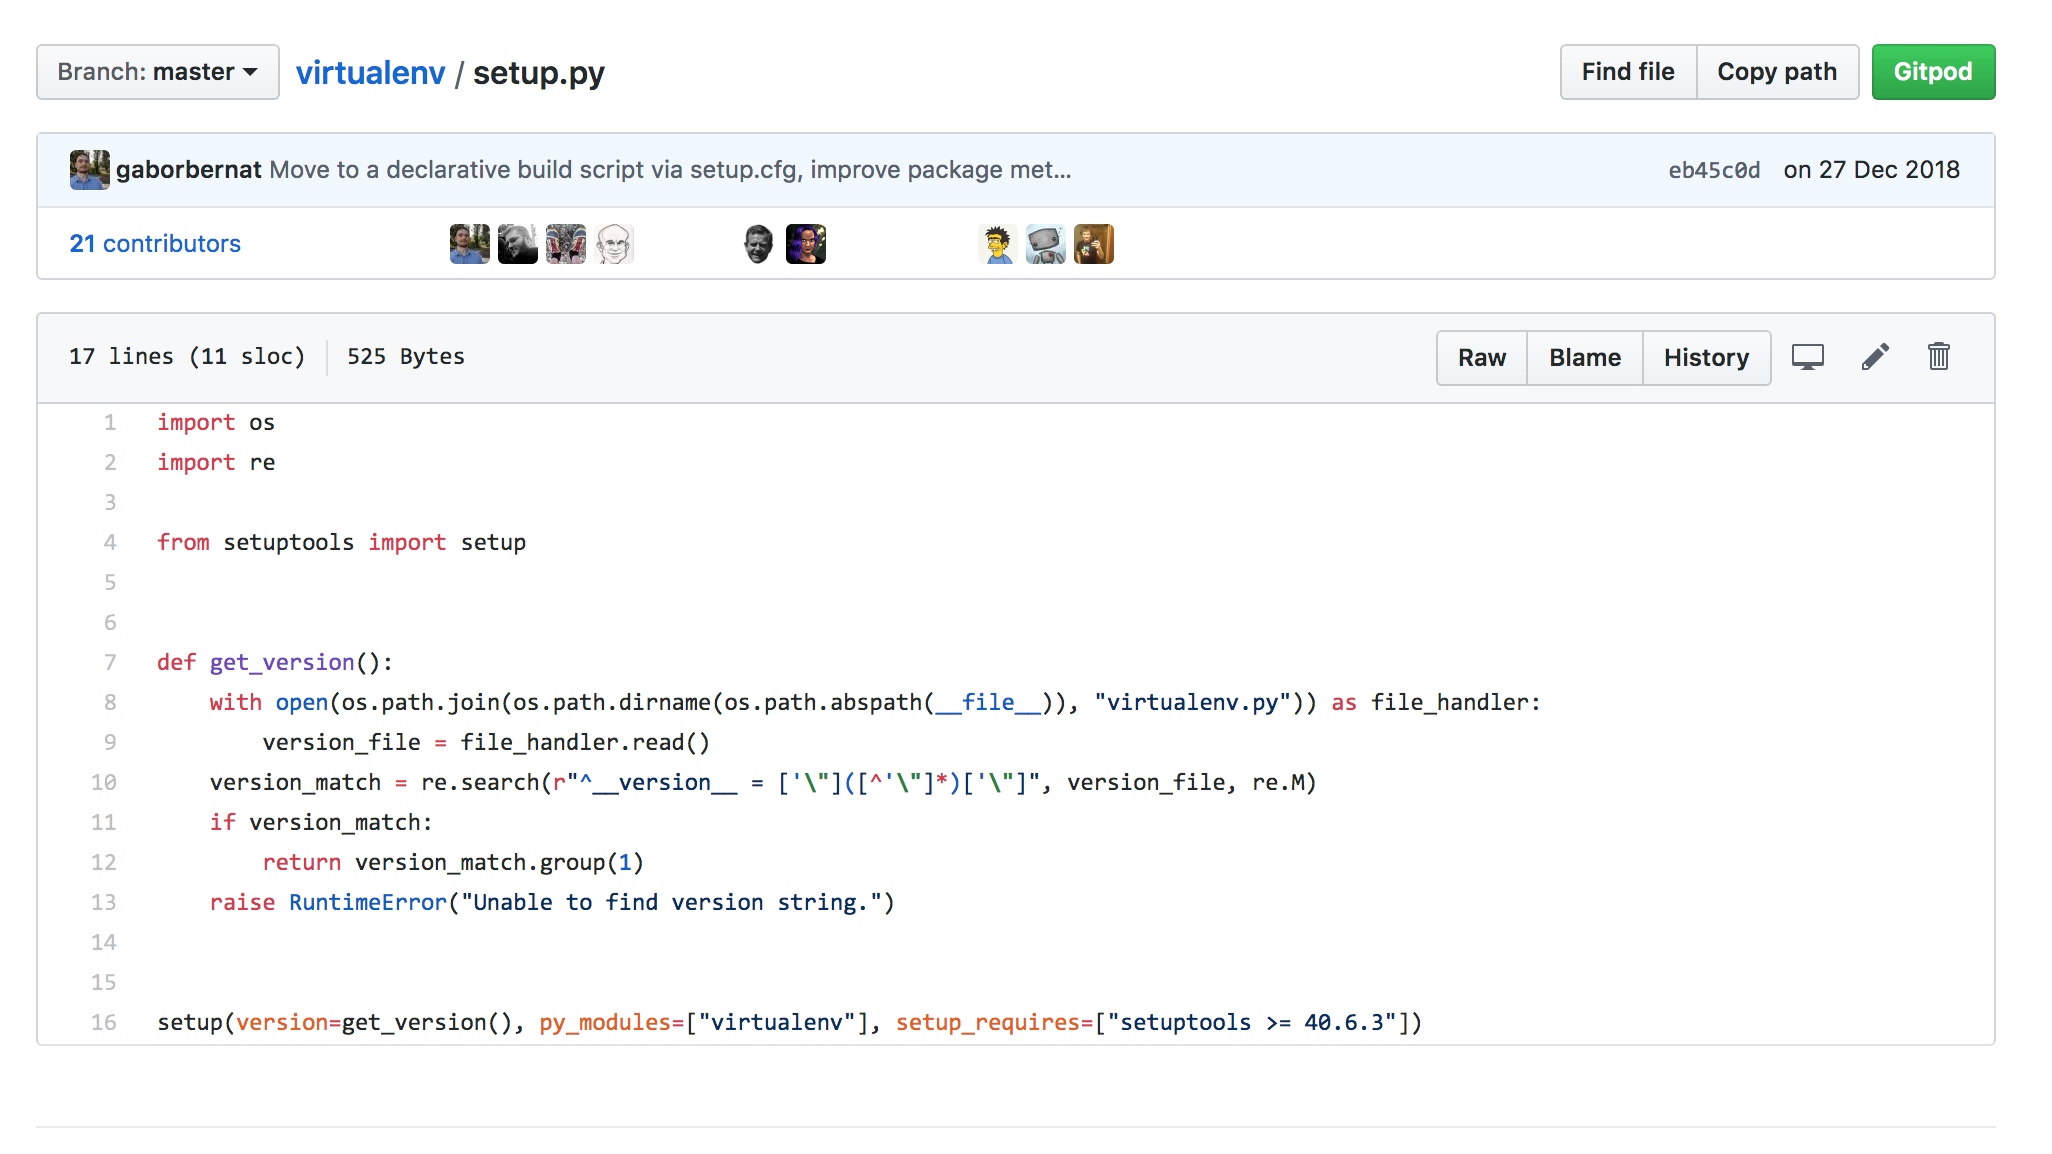 Branch: master virtualenv / setup.py Find file Copy path Gitpod
gaborbernat Move to a declarative build script via setup.cfg, improve package met... eb45c0d on 27 Dec 2018
21 contributors
17 lines (11 sloc) 525 Bytes Raw Blame History
1 import os
2 import re
3
4 from setuptools import setup
5
6
7 def get_version():
8     with open(os.path.join(os.path.dirname(os.path.abspath(__file__)), "virtualenv.py")) as file_handler:
9         version_file = file_handler.read()
10     version_match = re.search(r"^__version__ = ['\"]([^'\"]*)['\"]", version_file, re.M)
11     if version_match:
12         return version_match.group(1)
13     raise RuntimeError("Unable to find version string.")
14
15
16 setup(version=get_version(), py_modules=["virtualenv"], setup_requires=["setuptools >= 40.6.3"])